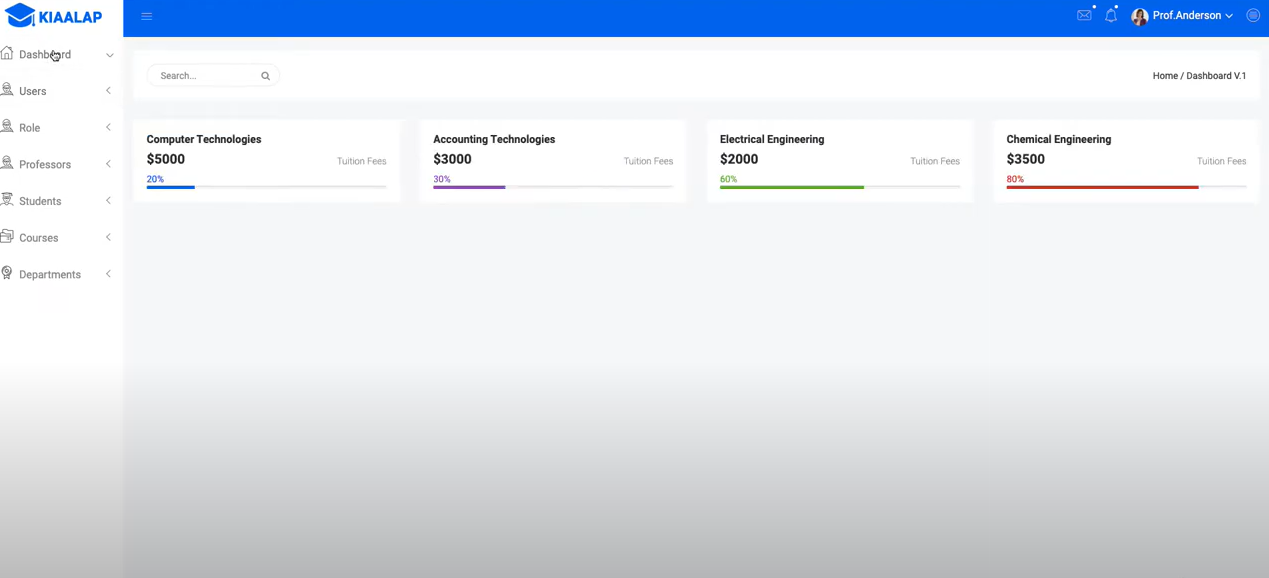 KIAALAP
Prof.Anderson
Dashboard
Users
Role
Professors
Students
Courses
Departments
Search...
Home / Dashboard V.1
Computer Technologies
$5000 Tuition Fees
20%
Accounting Technologies
$3000 Tuition Fees
30%
Electrical Engineering
$2000 Tuition Fees
60%
Chemical Engineering
$3500 Tuition Fees
80%